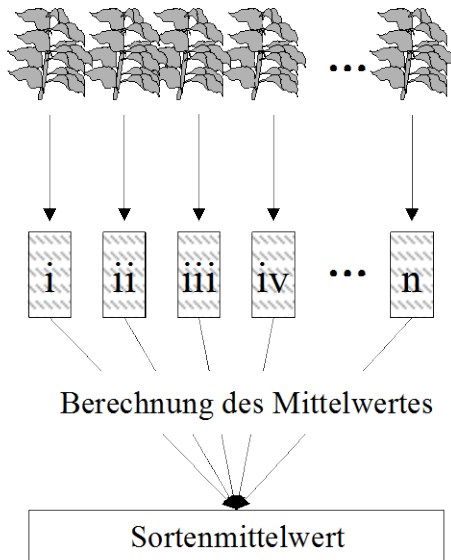 ...
i ii iii iv ... n
Berechnung des Mittelwertes
Sortenmittelwert